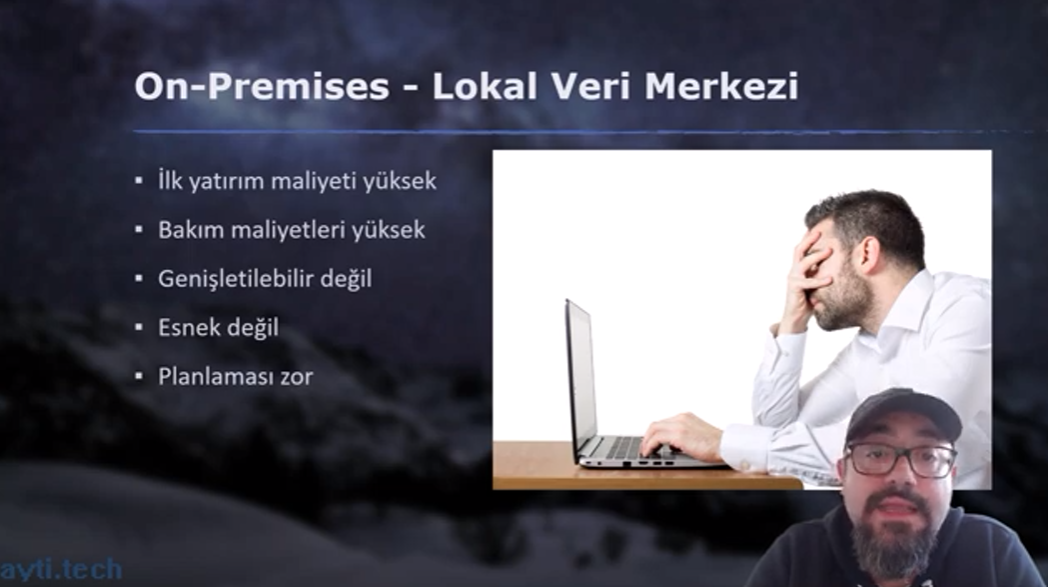 On-Premises - Lokal Veri Merkezi
▪ İlk yatırım maliyeti yüksek
▪ Bakım maliyetleri yüksek
▪ Genişletilebilir değil
▪ Esnek değil
▪ Planlaması zor
ayti.tech